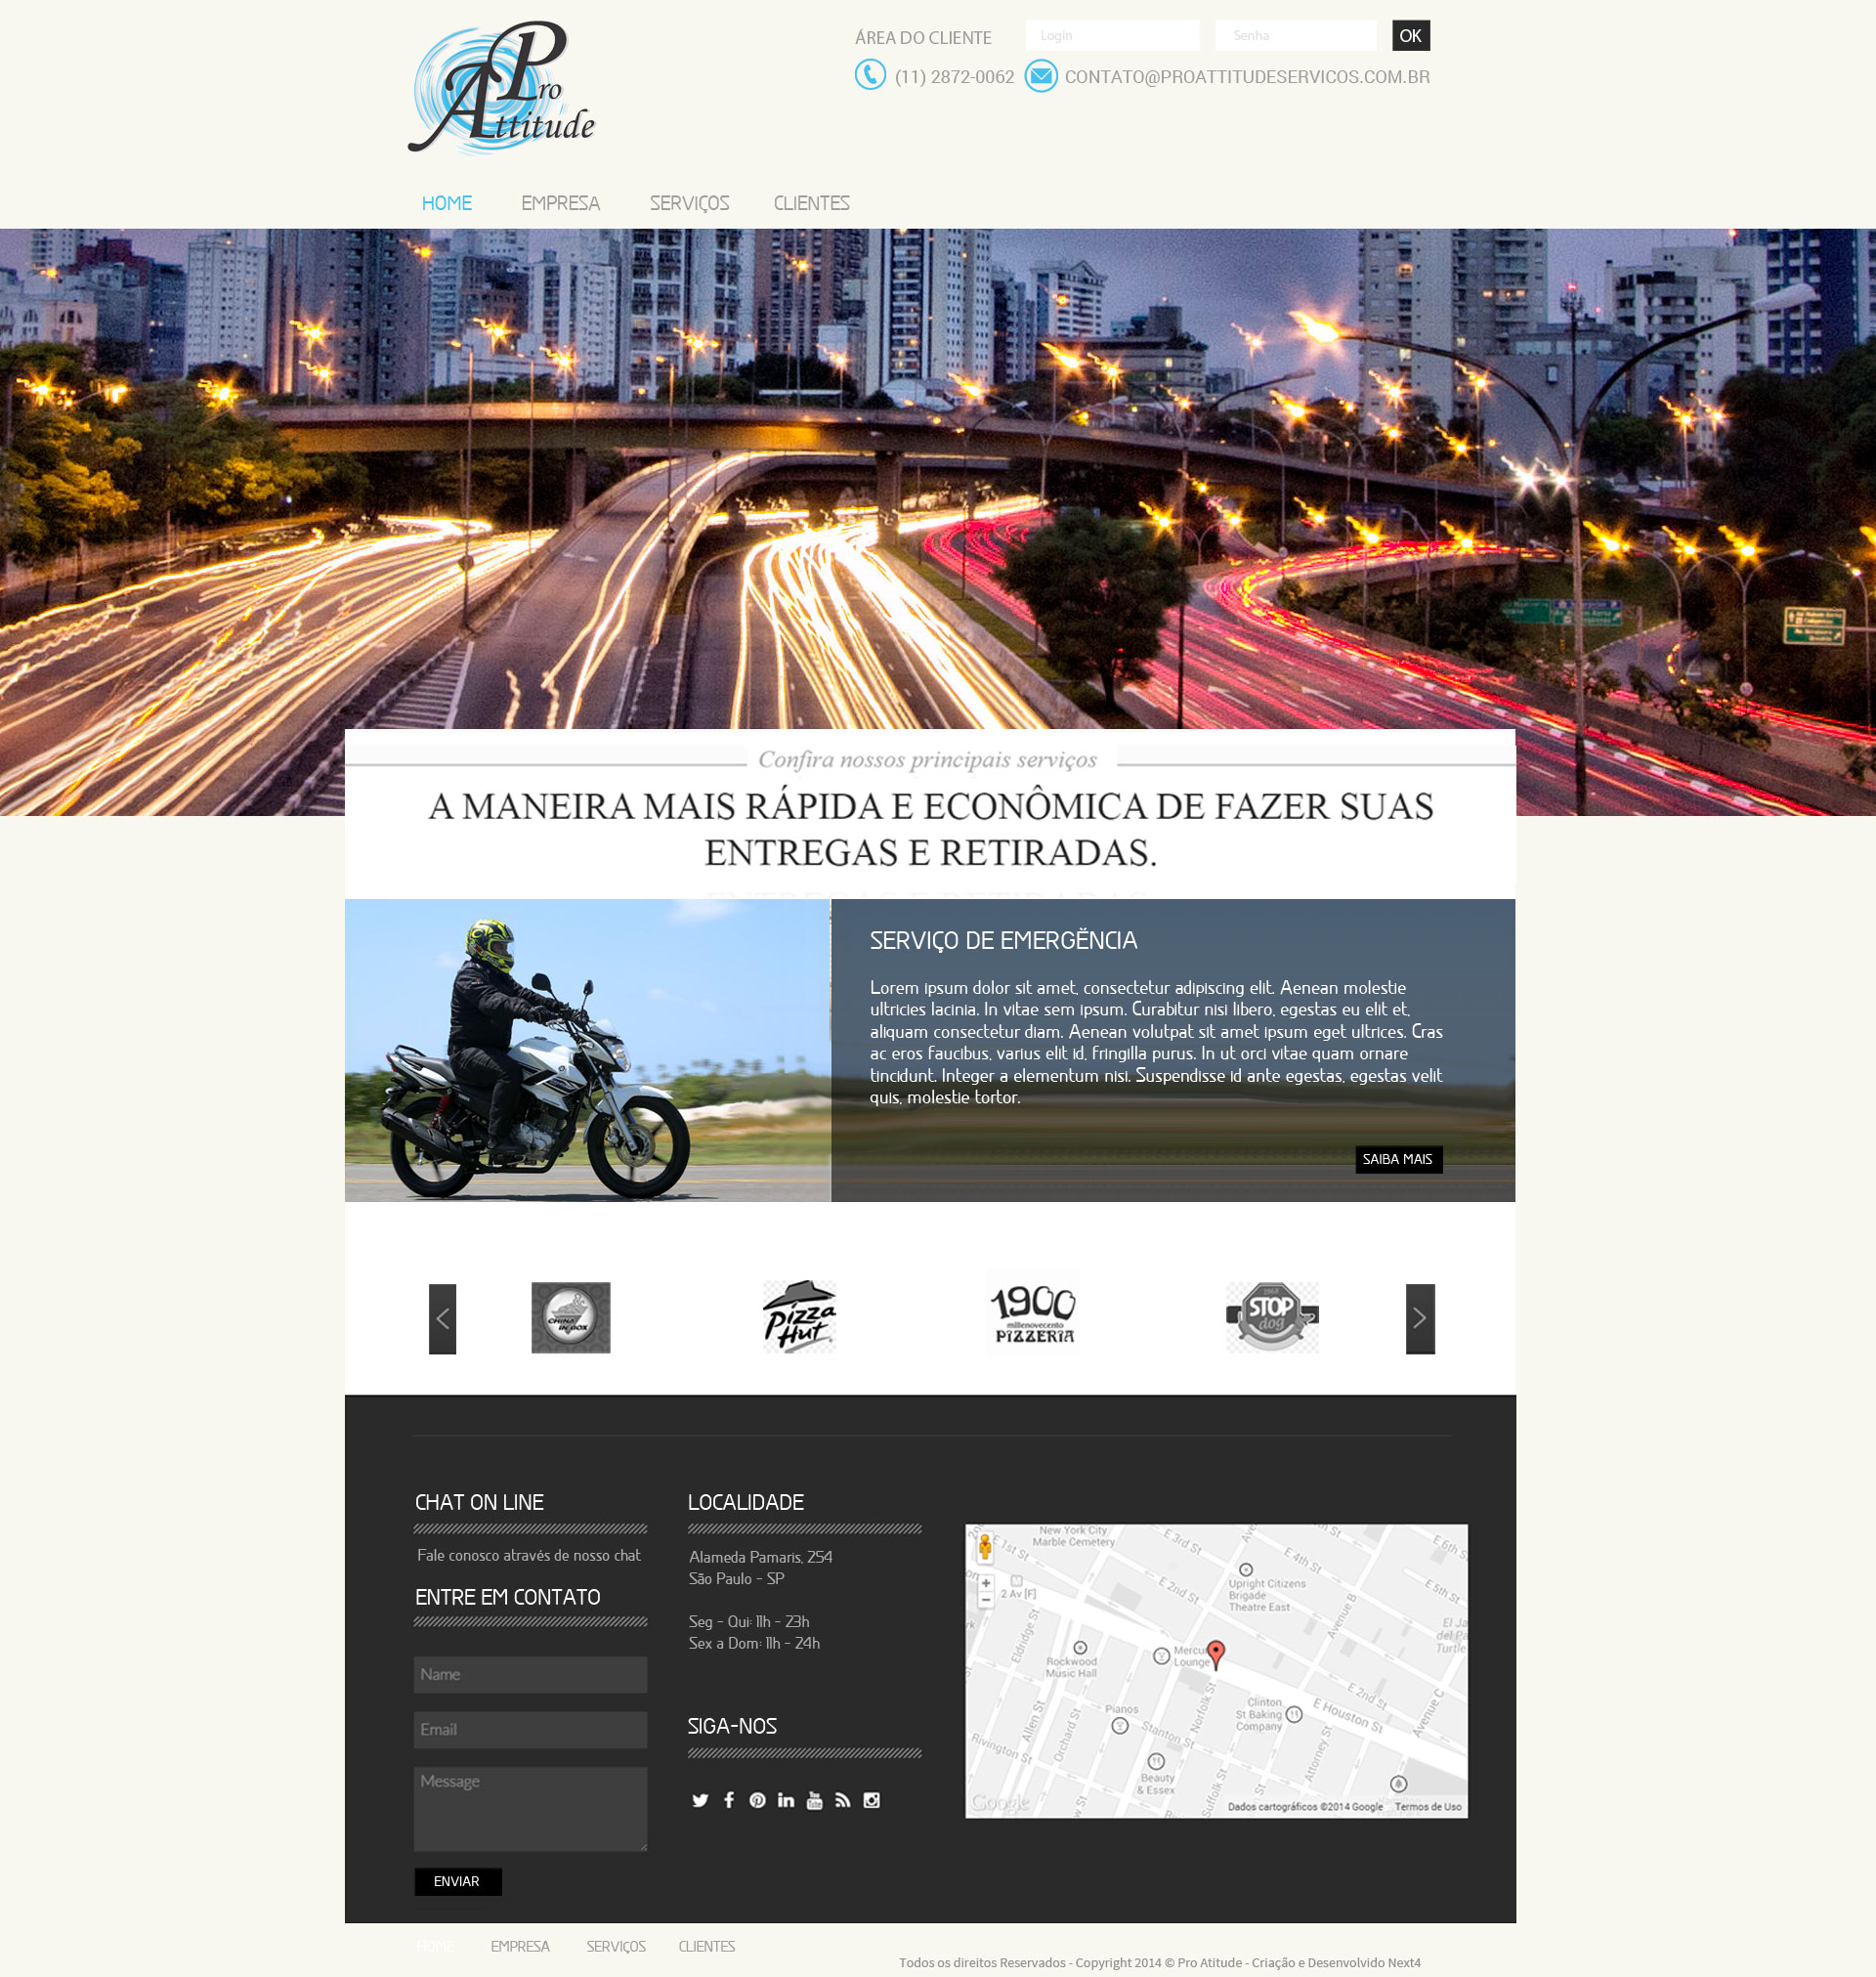 Pro
Attitude
ÁREA DO CLIENTE
Login
Senha
OK
(11) 2872-0062
CONTATO@PROATTITUDESERVICOS.COM.BR
HOME
EMPRESA
SERVIÇOS
CLIENTES
Confira nossos principais serviços
A MANEIRA MAIS RÁPIDA E ECONÔMICA DE FAZER SUAS
ENTREGAS E RETIRADAS.
SERVIÇO DE EMERGÊNCIA
Lorem ipsum dolor sit amet, consectetur adipiscing elit. Aenean molestie
ultricies lacinia. In vitae sem ipsum. Curabitur nisi libero, egestas eu elit et,
aliquam consectetur diam. Aenean volutpat sit amet ipsum eget ultrices. Cras
ac eros faucibus, varius elit id, fringilla purus. In ut orci vitae quam ornare
tincidunt. Integer a elementum nisi. Suspendisse id ante egestas, egestas velit
quis, molestie tortor.
SAIBA MAIS
CHINA
IN BOX
Pizza
Hut
1900
millenovecento
PIZZERIA
STOP
dog
CHAT ON LINE
Fale conosco através de nosso chat
ENTRE EM CONTATO
Name
Email
Message
ENVIAR
LOCALIDADE
Alameda Pamaris, 254
São Paulo - SP
Seg - Qui: 11h - 23h
Sex a Dom: 11h - 24h
SIGA-NOS
You
Tube
New York City
Marble Cemetery
E 1st St
E 3rd St
E 4th St
E 5th St
2 Av [F]
Upright Citizens
Brigade
Theatre East
Avenue B
El Ja
del Pa
Turtle
Eldridge St
Rockwood
Music Hall
Mercur
Lounge
Norfolk St
E 2nd St
Avenue C
Clinton
St Baking
Company
E Houston St
Allen St
Orchard St
Pianos
Stanton St
Rivington St
Beauty
& Essex
Suffolk St
Attorney St
Google
Dados cartográficos ©2014 Google
Termos de Uso
HOME
EMPRESA
SERVIÇOS
CLIENTES
Todos os direitos Reservados - Copyright 2014 © Pro Atitude - Criação e Desenvolvido Next4